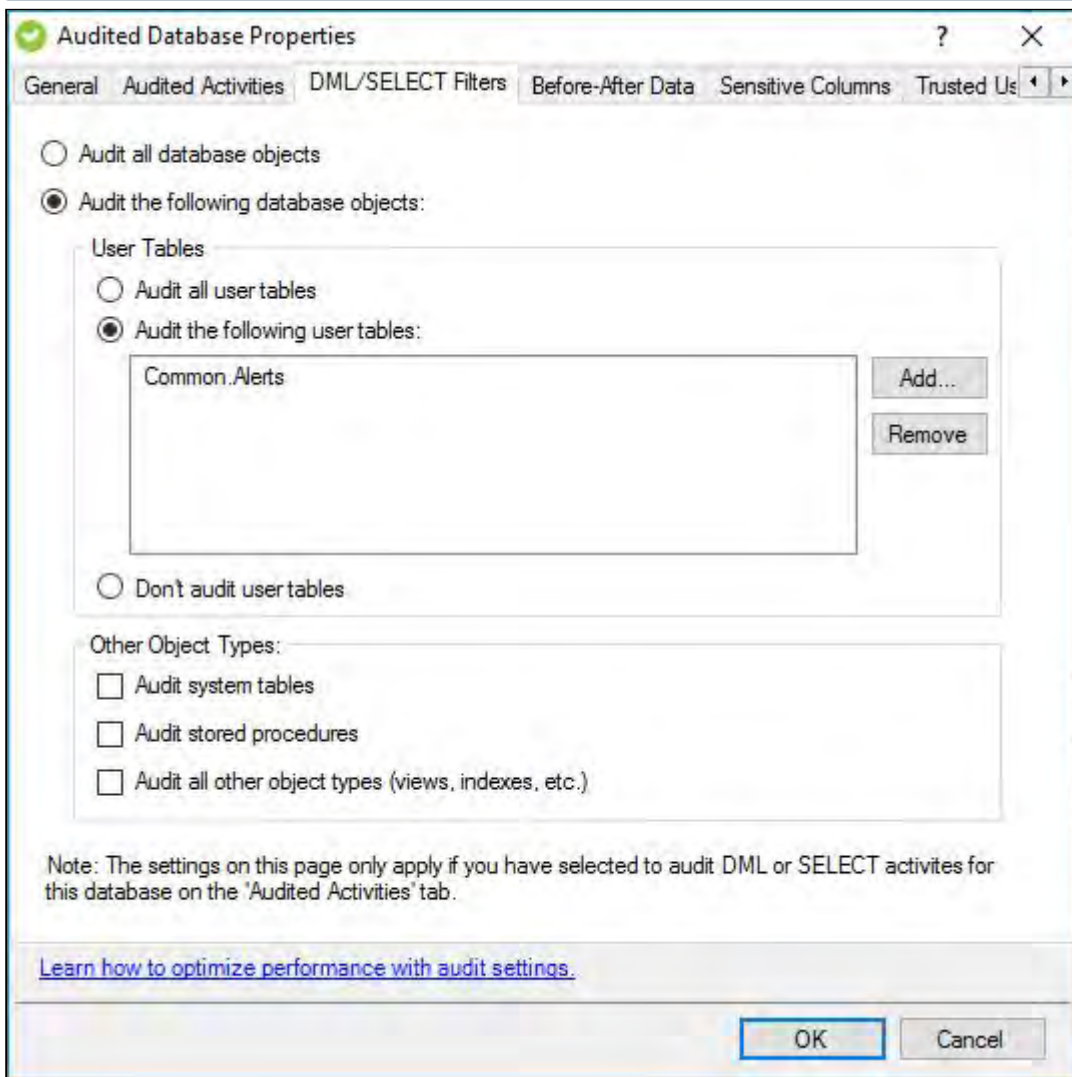 Audited Database Properties
?
General Audited Activities DML/SELECT Filters Before-After Data Sensitive Columns Trusted Us
Audit all database objects
Audit the following database objects:
User Tables
Audit all user tables
Audit the following user tables:
Common.Alerts
Add...
Remove
Don't audit user tables
Other Object Types:
Audit system tables
Audit stored procedures
Audit all other object types (views, indexes, etc.)
Note: The settings on this page only apply if you have selected to audit DML or SELECT activites for
this database on the 'Audited Activities' tab.
Learn how to optimize performance with audit settings.
OK Cancel